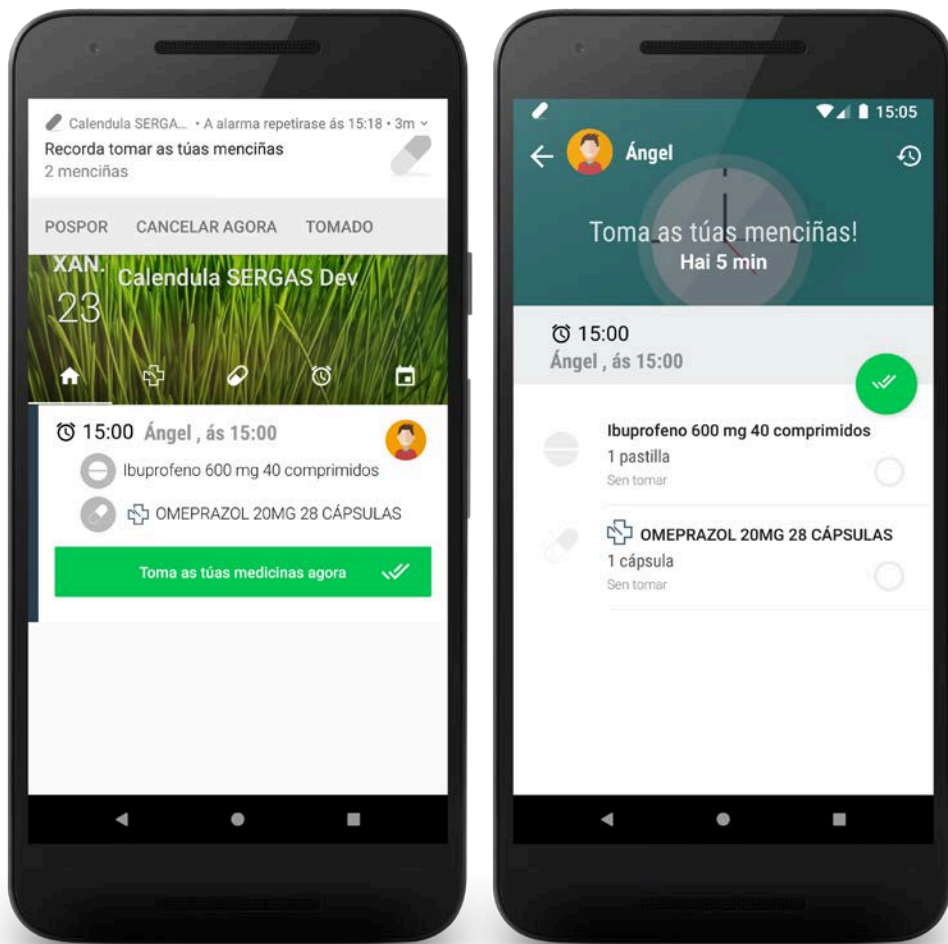 Calendula SERGA... • A alarma repetirase ás 15:18 • 3m
Recorda tomar as túas menciñas
2 menciñas
POSPOR CANCELAR AGORA TOMADO
XAN.
23
Calendula SERGAS Dev
15:00 Ángel , ás 15:00
Ibuprofeno 600 mg 40 comprimidos
OMEPRAZOL 20MG 28 CÁPSULAS
Toma as túas medicinas agora
15:05
Ángel
Toma as túas menciñas!
Hai 5 min
15:00
Ángel , ás 15:00
Ibuprofeno 600 mg 40 comprimidos
1 pastilla
Sen tomar
OMEPRAZOL 20MG 28 CÁPSULAS
1 cápsula
Sen tomar